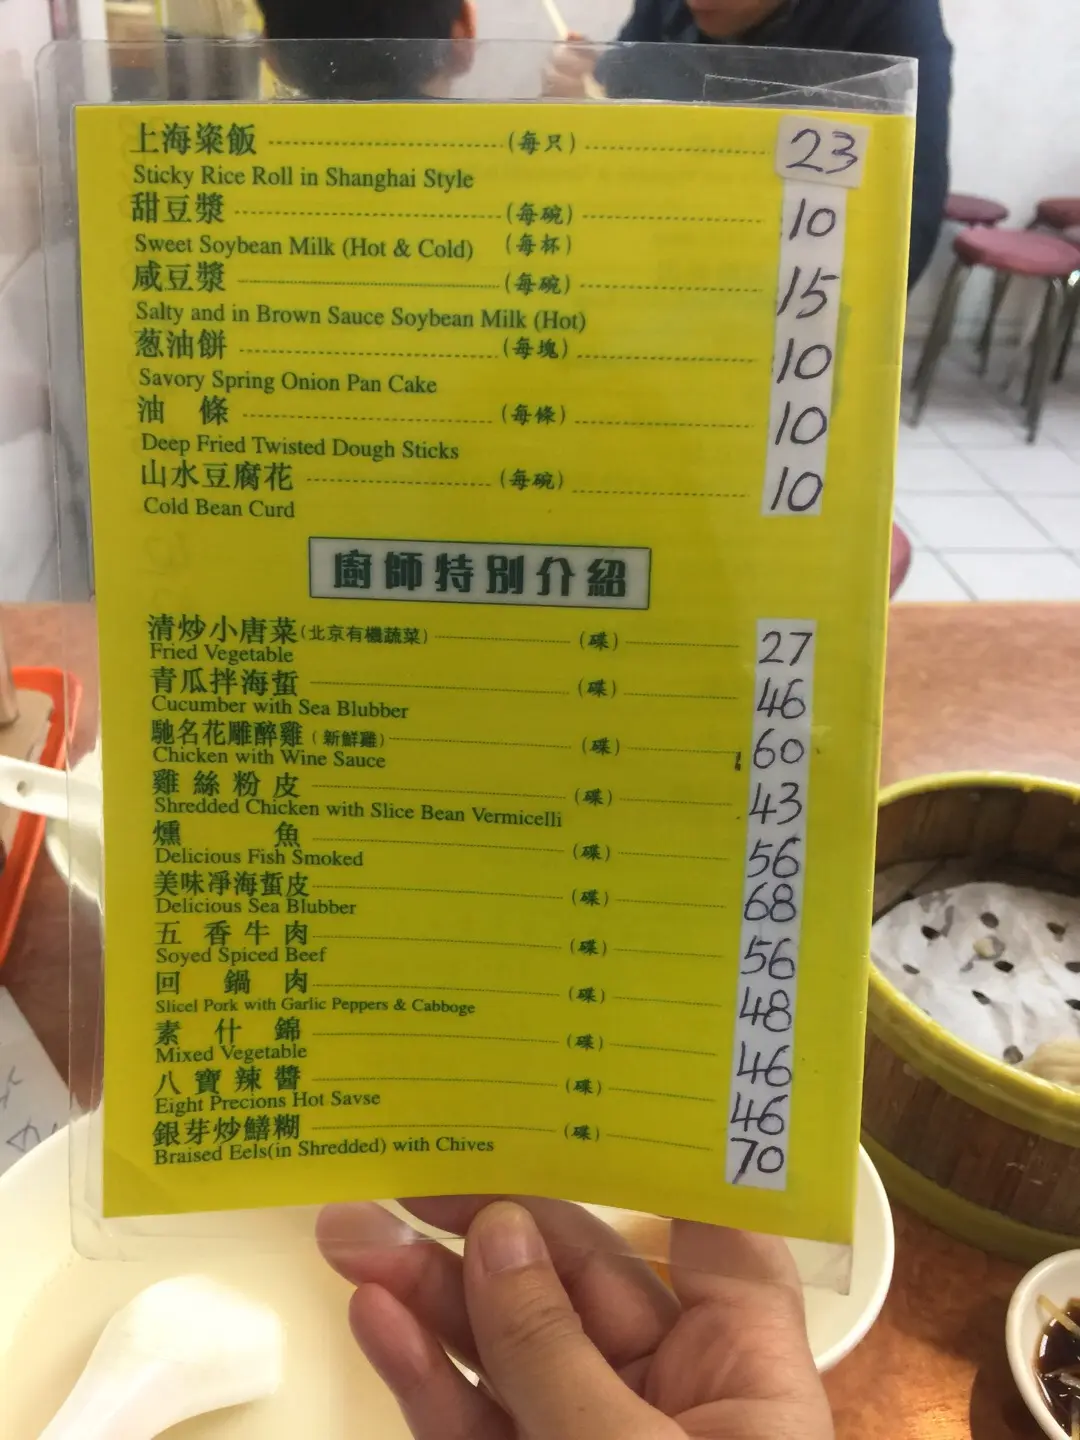 上海粢飯 (每只) 23
Sticky Rice Roll in Shanghai Style
甜豆漿 (每碗) 10
Sweet Soybean Milk (Hot & Cold) (每杯)
咸豆漿 (每碗) 15
Salty and in Brown Sauce Soybean Milk (Hot)
葱油餅 (每塊) 10
Savory Spring Onion Pan Cake
油條 (每條) 10
Deep Fried Twisted Dough Sticks
山水豆腐花 (每碗) 10
Cold Bean Curd
廚師特別介紹
清炒小唐菜(北京有機蔬菜) (碟) 27
Fried Vegetable
青瓜拌海蜇 (碟) 46
Cucumber with Sea Blubber
馳名花雕醉雞(新鮮雞) (碟) 60
Chicken with Wine Sauce
雞絲粉皮 (碟) 43
Shredded Chicken with Slice Bean Vermicelli
燻魚 (碟) 56
Delicious Fish Smoked
美味凈海蜇皮 (碟) 68
Delicious Sea Blubber
五香牛肉 (碟) 56
Soyed Spiced Beef
回鍋肉 (碟) 48
Slicel Pork with Garlic Peppers & Cabboge
素什錦 (碟) 46
Mixed Vegetable
八寶辣醬 (碟) 46
Eight Precions Hot Savse
銀芽炒鱔糊 (碟) 70
Braised Eels(in Shredded) with Chives